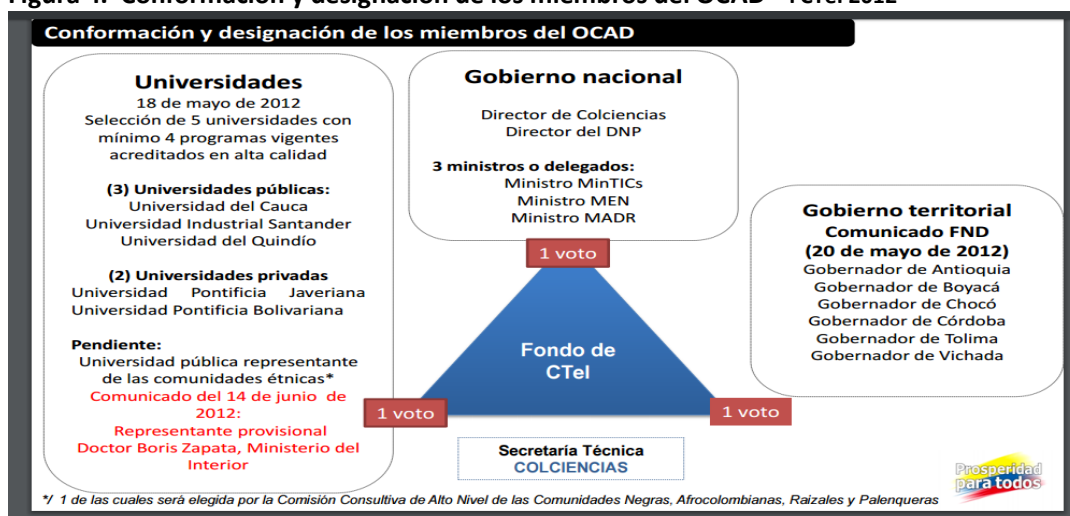 Conformación y designación de los miembros del OCAD
Universidades
18 de mayo de 2012
Selección de 5 universidades con
mínimo 4 programas vigentes
acreditados en alta calidad
(3) Universidades públicas:
Universidad del Cauca
Universidad Industrial Santander
Universidad del Quindío
(2) Universidades privadas
Universidad Pontificia Javeriana
Universidad Pontificia Bolivariana
Pendiente:
Universidad pública representante
de las comunidades étnicas*
Comunicado del 14 de junio de
2012:
Representante provisional
Doctor Boris Zapata, Ministerio del
Interior
Gobierno nacional
Director de Colciencias
Director del DNP
3 ministros o delegados:
Ministro MinTICs
Ministro MEN
Ministro MADR
Gobierno territorial
Comunicado FND
(20 de mayo de 2012)
Gobernador de Antioquia
Gobernador de Boyacá
Gobernador de Chocó
Gobernador de Córdoba
Gobernador de Tolima
Gobernador de Vichada
1 voto
Fondo de
CTeI
1 voto
1 voto
Secretaría Técnica
COLCIENCIAS
Prosperidad
para todos
*/ 1 de las cuales será elegida por la Comisión Consultiva de Alto Nivel de las Comunidades Negras, Afrocolombianas, Raizales y Palenqueras